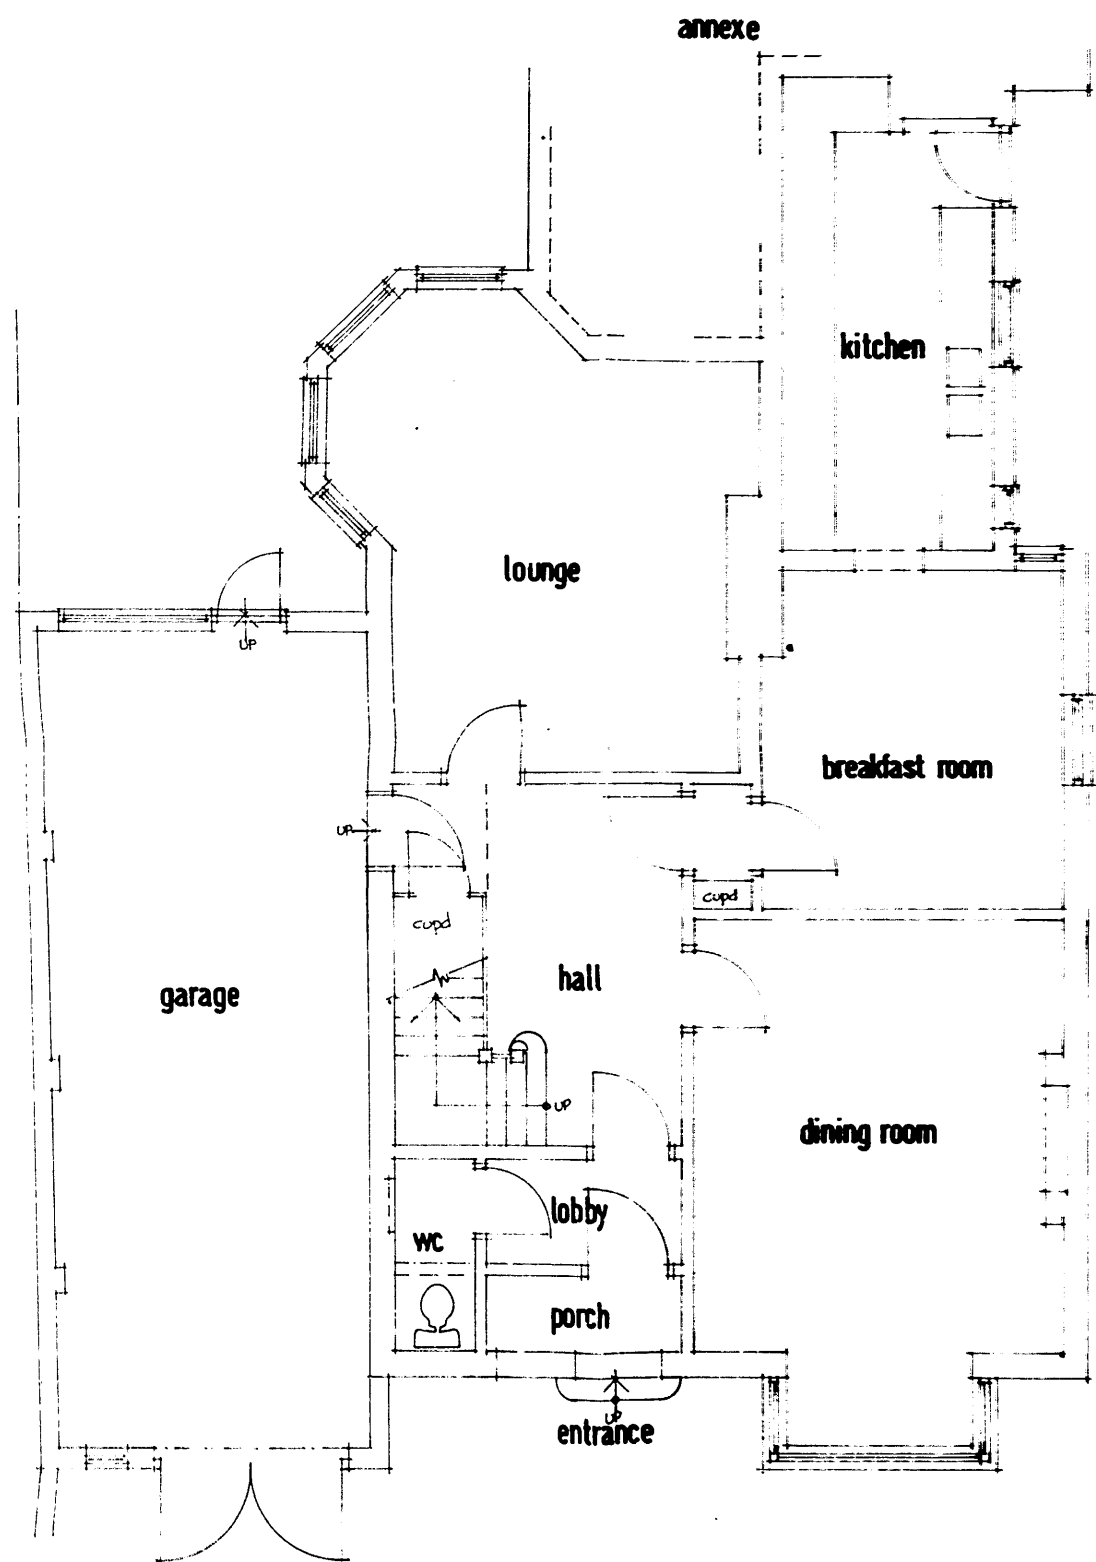 annexe
kitchen
lounge
UP
breakfast room
UP
cupd
cupd
hall
garage
UP
dining room
lobby
wc
porch
UP
entrance